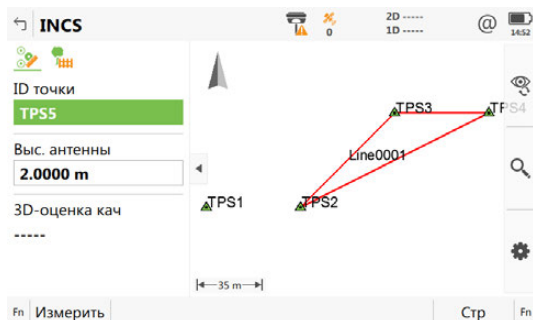 INCS
0
2D -----
1D -----
@
14:52
ID точки
TPS5
Выс. антенны
2.0000 m
3D-оценка кач
-----
TPS3
TPS4
Line0001
TPS1
TPS2
35 m
Fn Измерить
Стр Fn